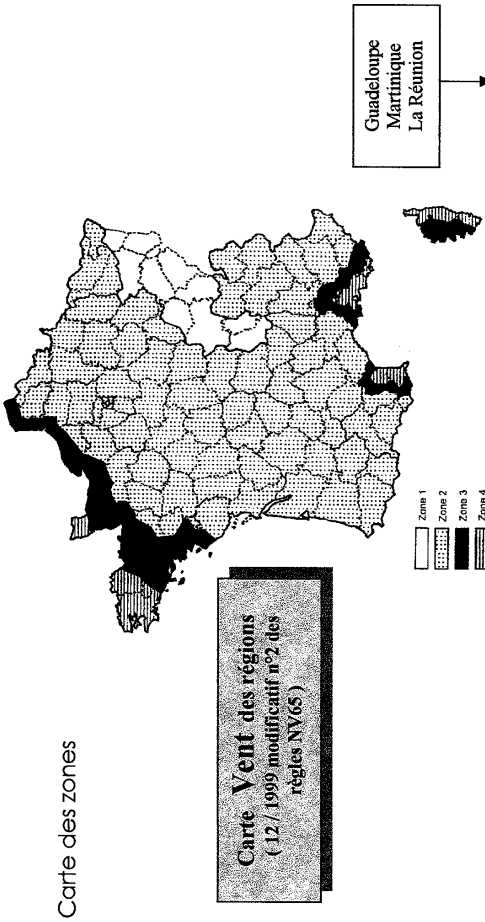 Carte des zones
Carte Vent des régions
( 12 / 1999 modificatif n°2 des
règles NV65 )
Guadeloupe
Martinique
La Réunion
Zone 1
Zone 2
Zone 3
Zone 4